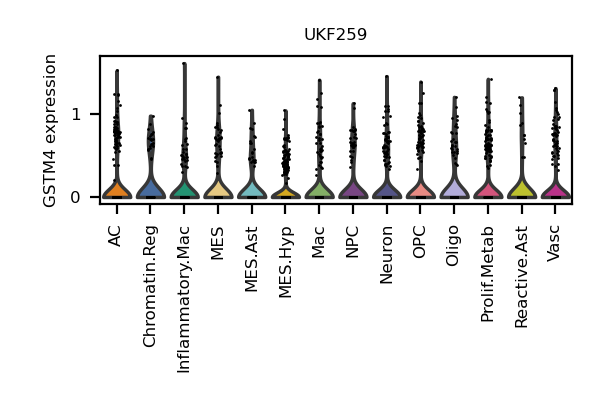 UKF259
GSTM4 expression
1
0
AC
Chromatin.Reg
Inflammatory.Mac
MES
MES.Ast
MES.Hyp
Mac
NPC
Neuron
OPC
Oligo
Prolif.Metab
Reactive.Ast
Vasc